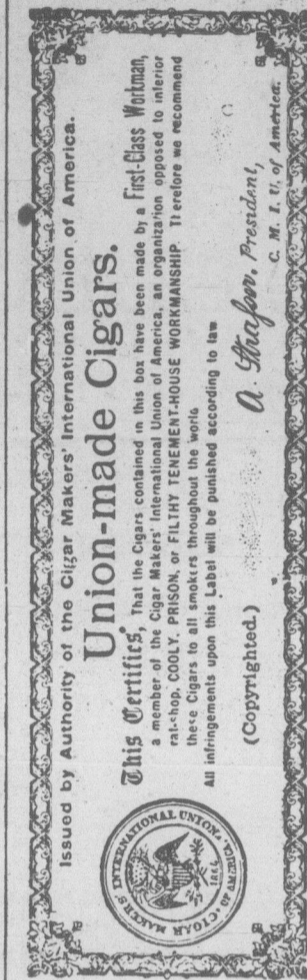 Issued by Authority of the Cigar Makers' International Union of America.
Union-made Cigars.
This Certifies, That the Cigars contained in this box have been made by a First-Class Workman,
a member of the Cigar Makers' International Union of America, an organization opposed to inferior
rat-shop, COOLY, PRISON, or FILTHY TENEMENT-HOUSE WORKMANSHIP. Therefore we recommend
these Cigars to all smokers throughout the world
All infringements upon this Label will be punished according to law
A. Strasser, President,
C. M. I. U. of America.
(Copyrighted.)
CIGAR MAKERS' INTERNATIONAL UNION
1864